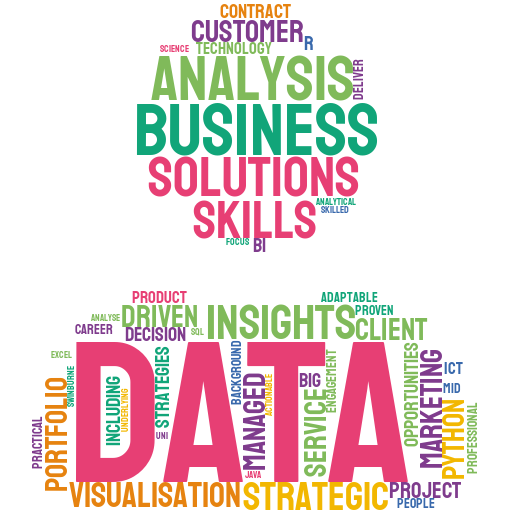 CONTRACT
CUSTOMER
R
SCIENCE
TECHNOLOGY
ANALYSIS
DELIVER
BUSINESS
SOLUTIONS
ANALYTICAL
SKILLS
SKILLED
FOCUS
BI
PRODUCT
ADAPTABLE
ANALYSE
DRIVEN
INSIGHTS
PROVEN
CAREER
DECISION
SQL
CLIENT
EXCEL
SWINBURNE
DATA
INCLUDING
UNDERLYING
STRATEGIES
UNI
BACKGROUND
MANAGED
ACTIONABLE
JAVA
BIG
SERVICE
ENGAGEMENT
OPPORTUNITIES
MARKETING
ICT
MID
PYTHON
PROFESSIONAL
PRACTICAL
PORTFOLIO
VISUALISATION
STRATEGIC
PROJECT
PEOPLE